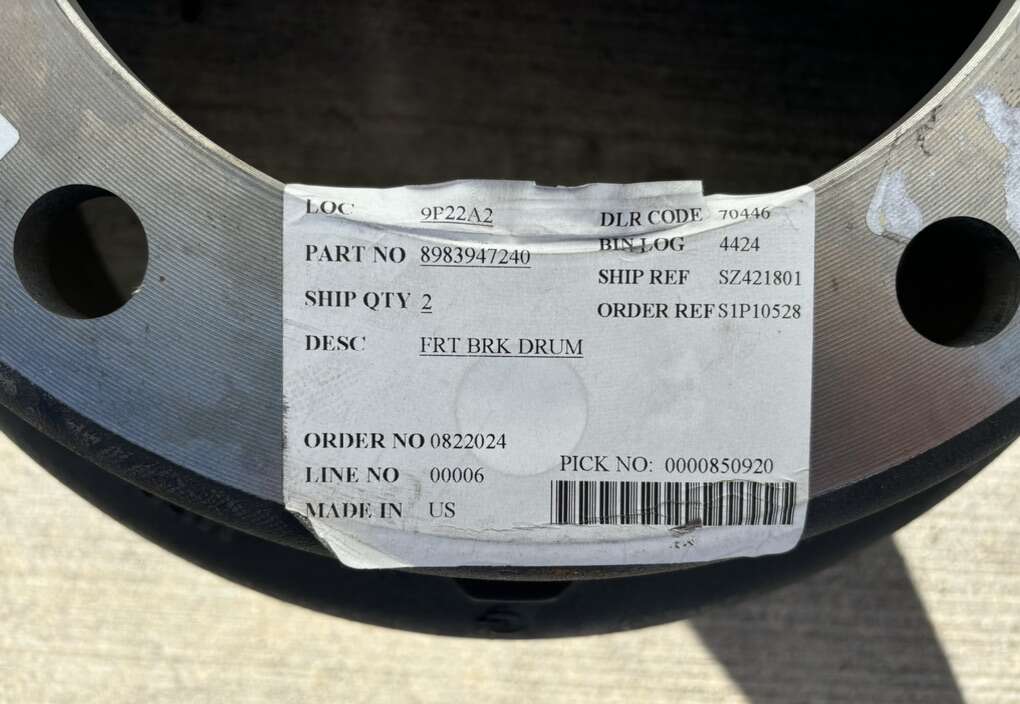 LOC 9P22A2 DLR CODE 70446
BIN LOG 4424
PART NO 8983947240
SHIP REF SZ421801
SHIP QTY 2
ORDER REF S1P10528
DESC FRT BRK DRUM
ORDER NO 0822024
PICK NO: 0000850920
LINE NO 00006
MADE IN US